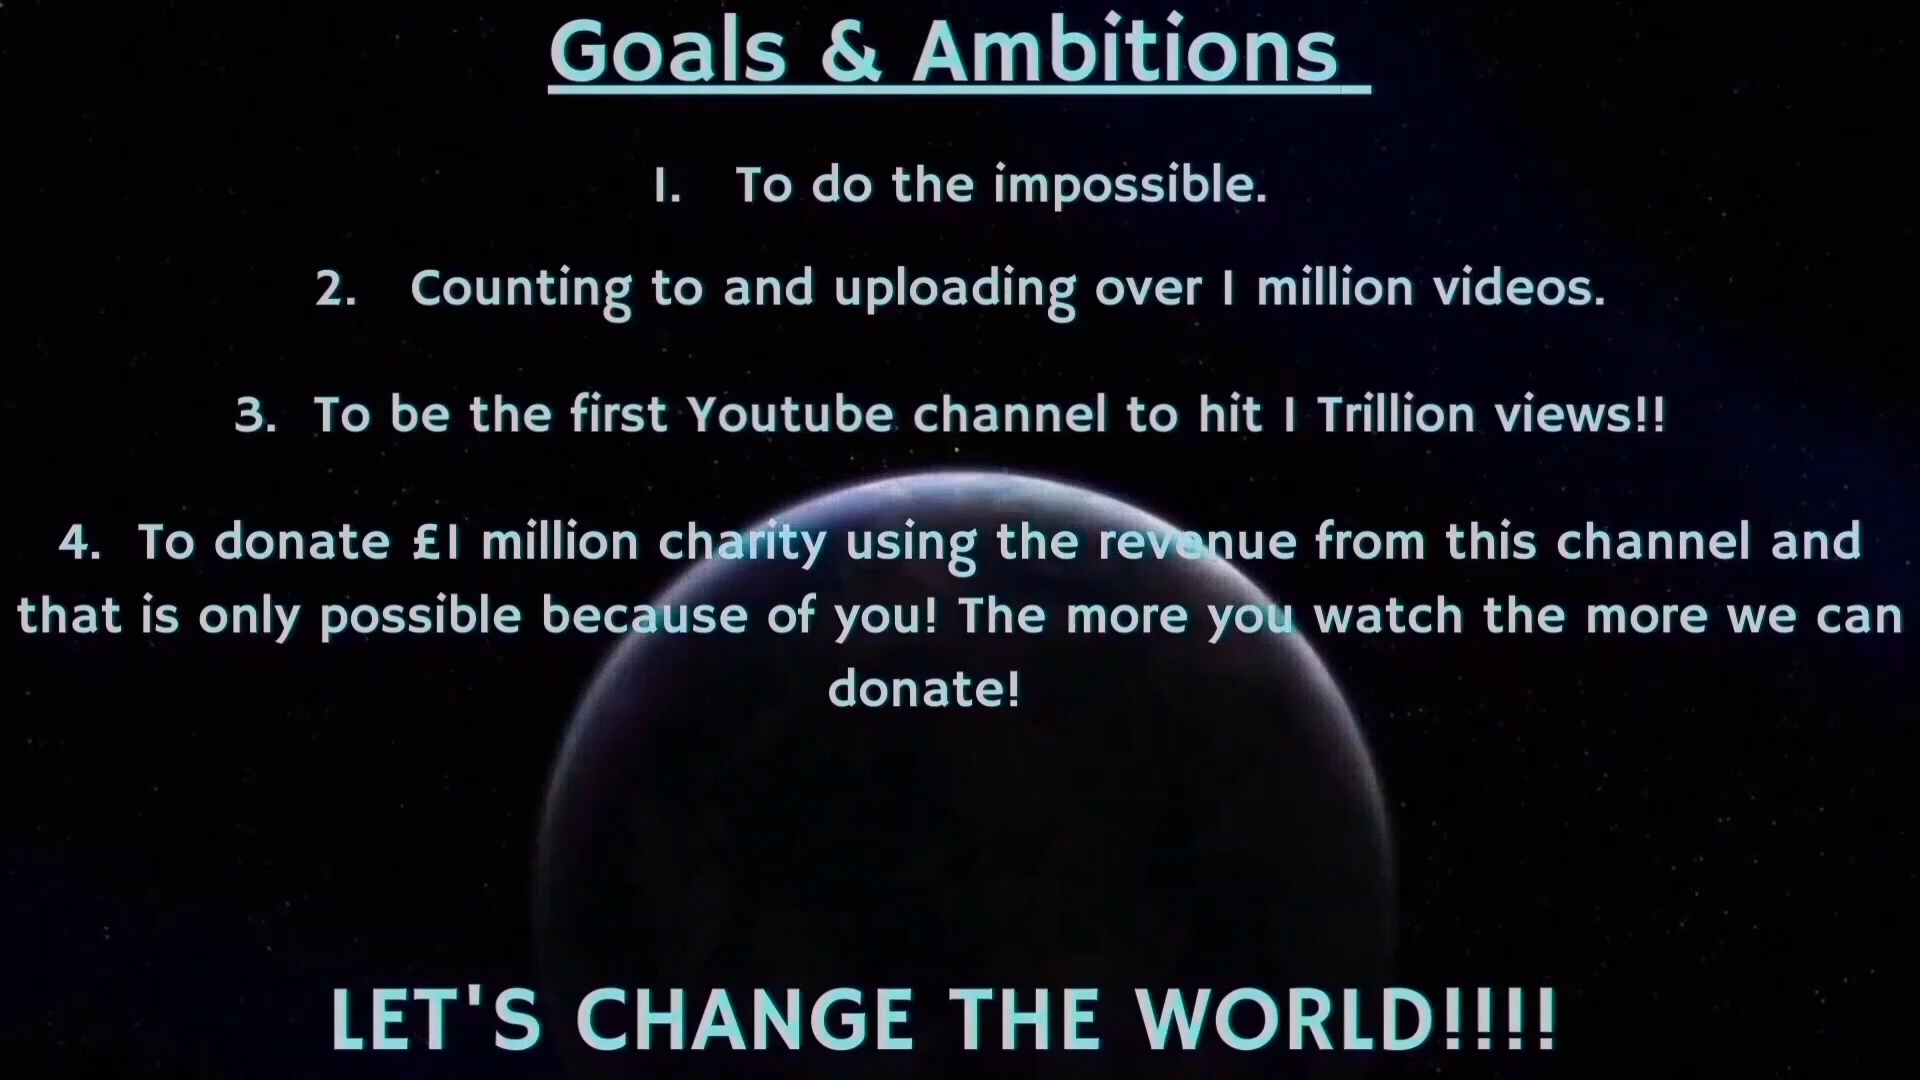 Goals & Ambitions
1. To do the impossible.
2. Counting to and uploading over 1 million videos.
3. To be the first Youtube channel to hit 1 Trillion views!!
4. To donate £1 million charity using the revenue from this channel and
that is only possible because of you! The more you watch the more we can
donate!
LET'S CHANGE THE WORLD!!!!